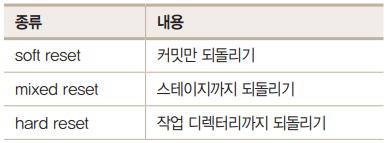 종류 내용
soft reset 커밋만 되돌리기
mixed reset 스테이지까지 되돌리기
hard reset 작업 디렉터리까지 되돌리기